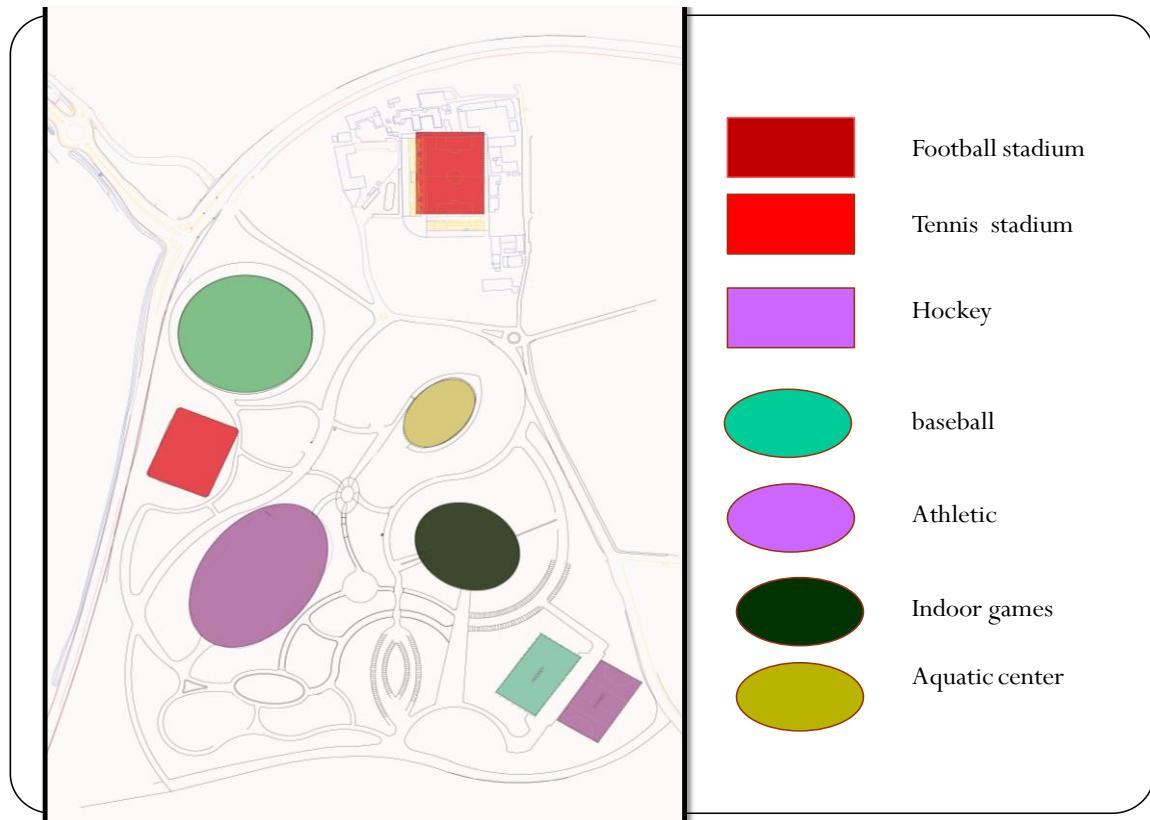 Football stadium
Tennis stadium
Hockey
baseball
Athletic
Indoor games
Aquatic center